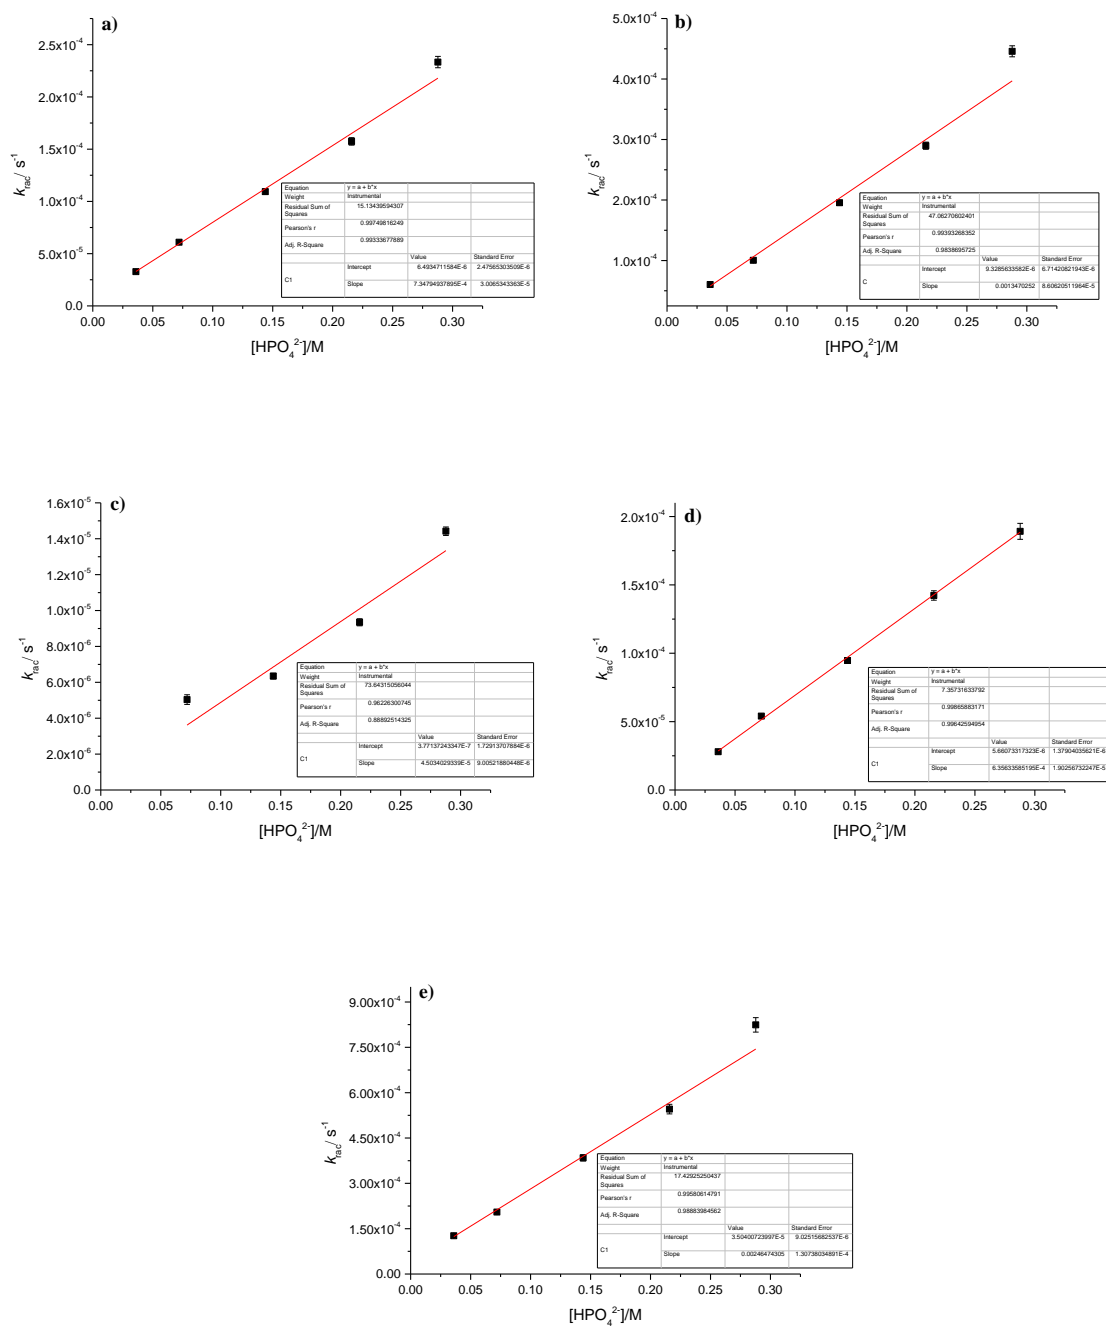 a)
2.5x10-4
2.0x10-4
1.5x10-4
1.0x10-4
5.0x10-5
0.0
krac/ s-1
0.00 0.05 0.10 0.15 0.20 0.25 0.30
[HPO42-]/M
Equation y = a + b*x
Weight Instrumental
Residual Sum of Squares 15.13439594307
Pearson's r 0.99749816249
Adj. R-Square 0.99333677889
Value Standard Error
C1 Intercept 6.4934711584E-6 2.47565303509E-6
Slope 7.34794937895E-4 3.0065343363E-5
b)
5.0x10-4
4.0x10-4
3.0x10-4
2.0x10-4
1.0x10-4
krac/ s-1
0.00 0.05 0.10 0.15 0.20 0.25 0.30
[HPO42-]/M
Equation y = a + b*x
Weight Instrumental
Residual Sum of Squares 47.06270602401
Pearson's r 0.99393268352
Adj. R-Square 0.9838695725
Value Standard Error
C Intercept 9.3285633582E-6 6.71420821943E-6
Slope 0.0013470252 8.60620511964E-5
c)
1.6x10-5
1.4x10-5
1.2x10-5
1.0x10-5
8.0x10-6
6.0x10-6
4.0x10-6
2.0x10-6
0.0
krac/ s-1
0.00 0.05 0.10 0.15 0.20 0.25 0.30
[HPO42-]/M
Equation y = a + b*x
Weight Instrumental
Residual Sum of Squares 73.64315056044
Pearson's r 0.96226300745
Adj. R-Square 0.88892514325
Value Standard Error
C1 Intercept 3.77137243347E-7 1.72913707884E-6
Slope 4.5034029339E-5 9.00521880448E-6
d)
2.0x10-4
1.5x10-4
1.0x10-4
5.0x10-5
0.0
krac/ s-1
0.00 0.05 0.10 0.15 0.20 0.25 0.30
[HPO42-]/M
Equation y = a + b*x
Weight Instrumental
Residual Sum of Squares 7.35731633792
Pearson's r 0.99865883171
Adj. R-Square 0.99642594954
Value Standard Error
C1 Intercept 5.66073317323E-6 1.37904035621E-6
Slope 6.35633585195E-4 1.90256732247E-5
e)
9.00x10-4
7.50x10-4
6.00x10-4
4.50x10-4
3.00x10-4
1.50x10-4
0.00
krac/ s-1
0.00 0.05 0.10 0.15 0.20 0.25 0.30
[HPO42-]/M
Equation y = a + b*x
Weight Instrumental
Residual Sum of Squares 17.42925250437
Pearson's r 0.99580614791
Adj. R-Square 0.98883984562
Value Standard Error
C1 Intercept 3.50400723997E-5 9.02515682537E-6
Slope 0.00246474305 1.30738034891E-4